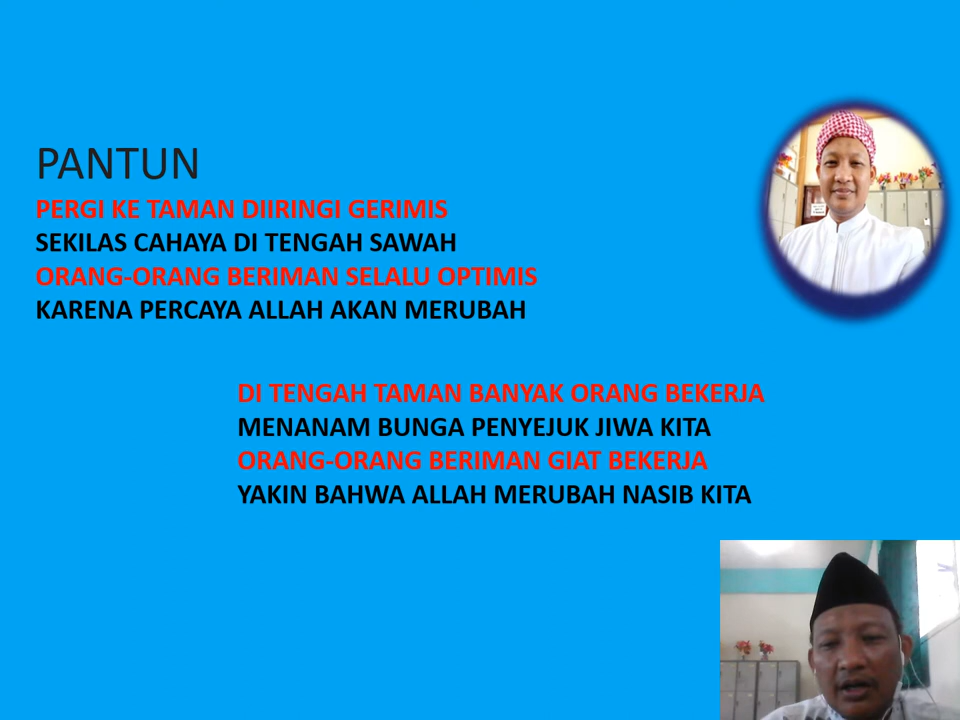 PANTUN
PERGI KE TAMAN DIIRINGI GERIMIS
SEKILAS CAHAYA DI TENGAH SAWAH
ORANG-ORANG BERIMAN SELALU OPTIMIS
KARENA PERCAYA ALLAH AKAN MERUBAH
DI TENGAH TAMAN BANYAK ORANG BEKERJA
MENANAM BUNGA PENYEJUK JIWA KITA
ORANG-ORANG BERIMAN GIAT BEKERJA
YAKIN BAHWA ALLAH MERUBAH NASIB KITA